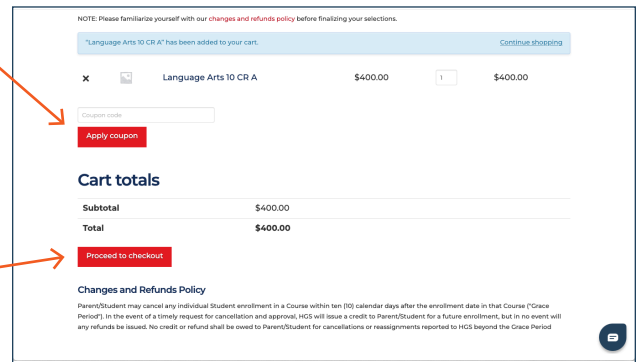 NOTE: Please familiarize yourself with our changes and refunds policy before finalizing your selections.
"Language Arts 10 CR A" has been added to your cart. Continue shopping
× Language Arts 10 CR A $400.00 1 $400.00
Coupon code
Apply coupon
Cart totals
Subtotal $400.00
Total $400.00
Proceed to checkout
Changes and Refunds Policy
Parent/Student may cancel any individual Student enrollment in a Course within ten (10) calendar days after the enrollment date in that Course ("Grace
Period"). In the event of a timely request for cancellation and approval, HGS will issue a credit to Parent/Student for a future enrollment, but in no event will
any refunds be issued. No credit or refund shall be owed to Parent/Student for cancellations or reassignments reported to HGS beyond the Grace Period